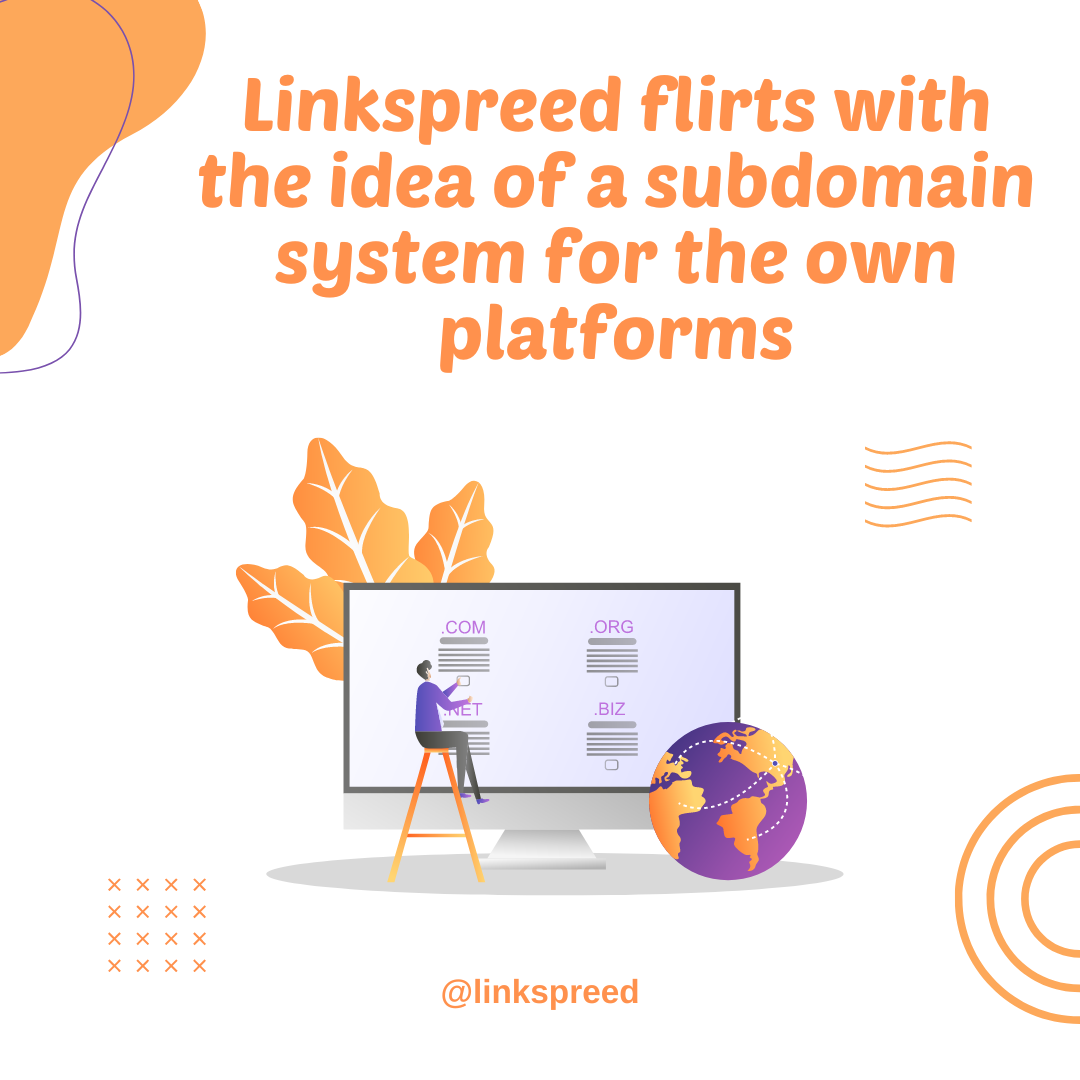 Linkspreed flirts with
the idea of a subdomain
system for the own
platforms
.COM
.ORG
.NET
.BIZ
@linkspreed